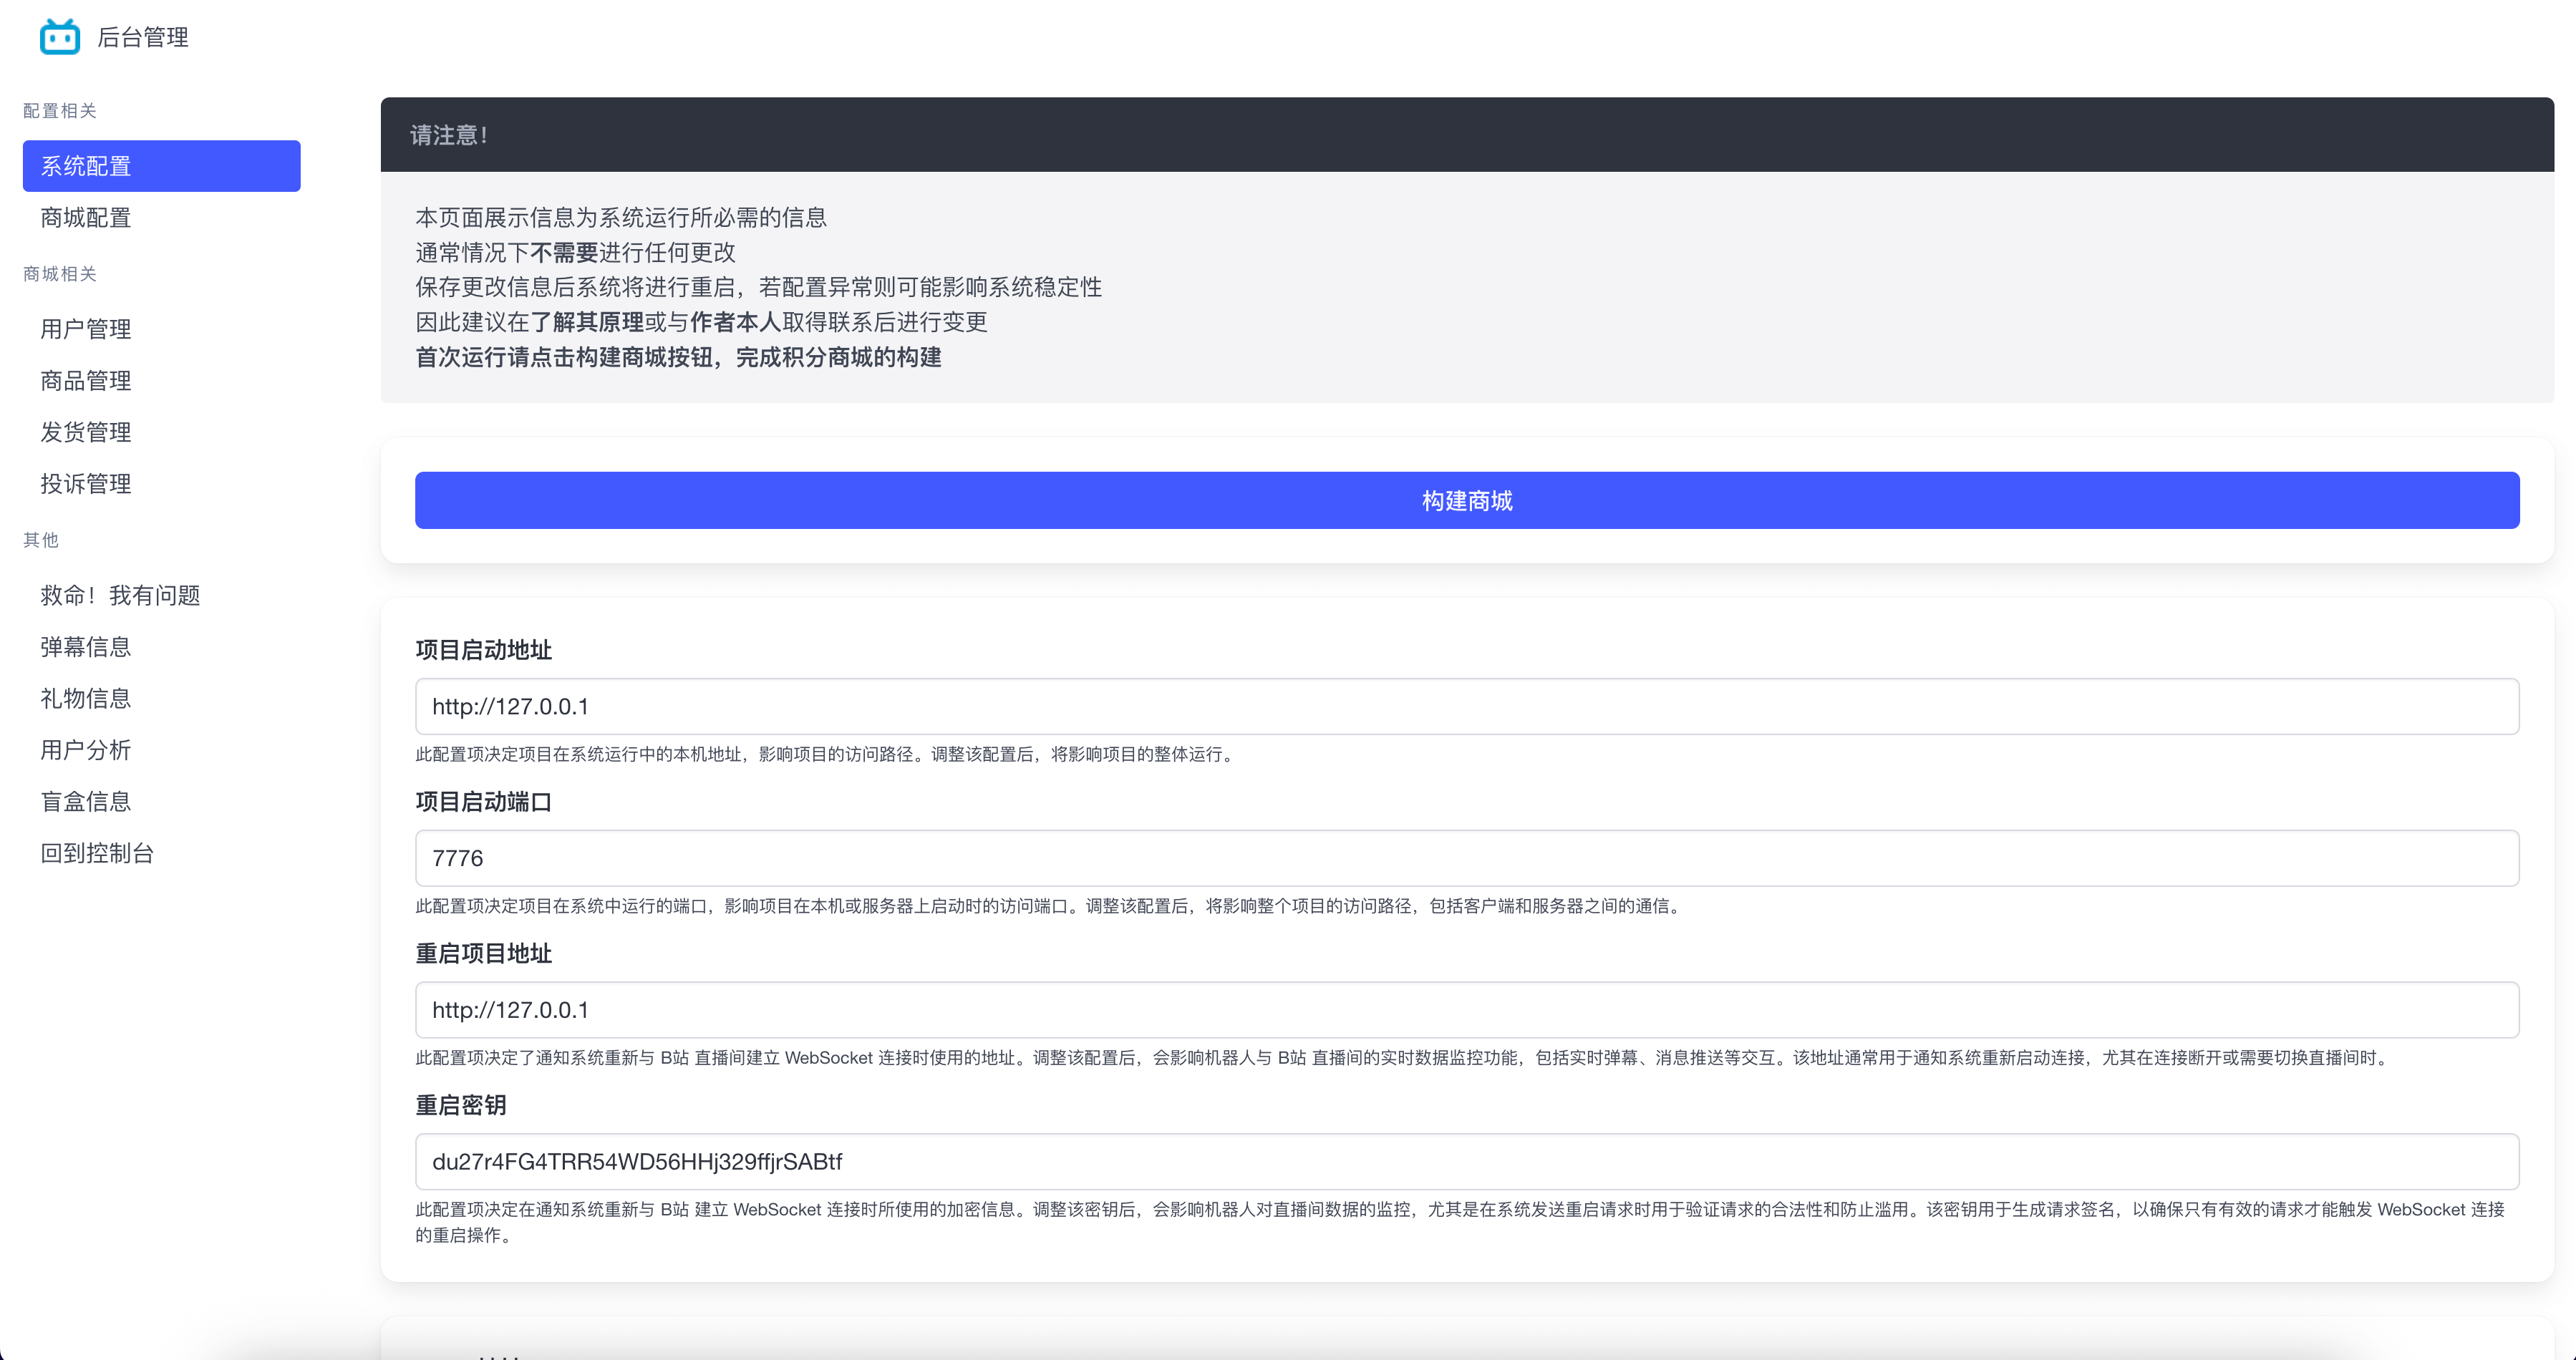 后台管理
配置相关
系统配置
商城配置
商城相关
用户管理
商品管理
发货管理
投诉管理
其他
救命！我有问题
弹幕信息
礼物信息
用户分析
盲盒信息
回到控制台
请注意！
本页面展示信息为系统运行所必需的信息
通常情况下不需要进行任何更改
保存更改信息后系统将进行重启，若配置异常则可能影响系统稳定性
因此建议在了解其原理或与作者本人取得联系后进行变更
首次运行请点击构建商城按钮，完成积分商城的构建
构建商城
项目启动地址
http://127.0.0.1
此配置项决定项目在系统运行中的本机地址，影响项目的访问路径。调整该配置后，将影响项目的整体运行。
项目启动端口
7776
此配置项决定项目在系统中运行的端口，影响项目在本机或服务器上启动时的访问端口。调整该配置后，将影响整个项目的访问路径，包括客户端和服务器之间的通信。
重启项目地址
http://127.0.0.1
此配置项决定了通知系统重新与 B站 直播间建立 WebSocket 连接时使用的地址。调整该配置后，会影响机器人与 B站 直播间的实时数据监控功能，包括实时弹幕、消息推送等交互。该地址通常用于通知系统重新启动连接，尤其在连接断开或需要切换直播间时。
重启密钥
du27r4FG4TRR54WD56HHj329ffjrSABtf
此配置项决定在通知系统重新与 B站 建立 WebSocket 连接时所使用的加密信息。调整该密钥后，会影响机器人对直播间数据的监控，尤其是在系统发送重启请求时用于验证请求的合法性和防止滥用。该密钥用于生成请求签名，以确保只有有效的请求才能触发 WebSocket 连接
的重启操作。